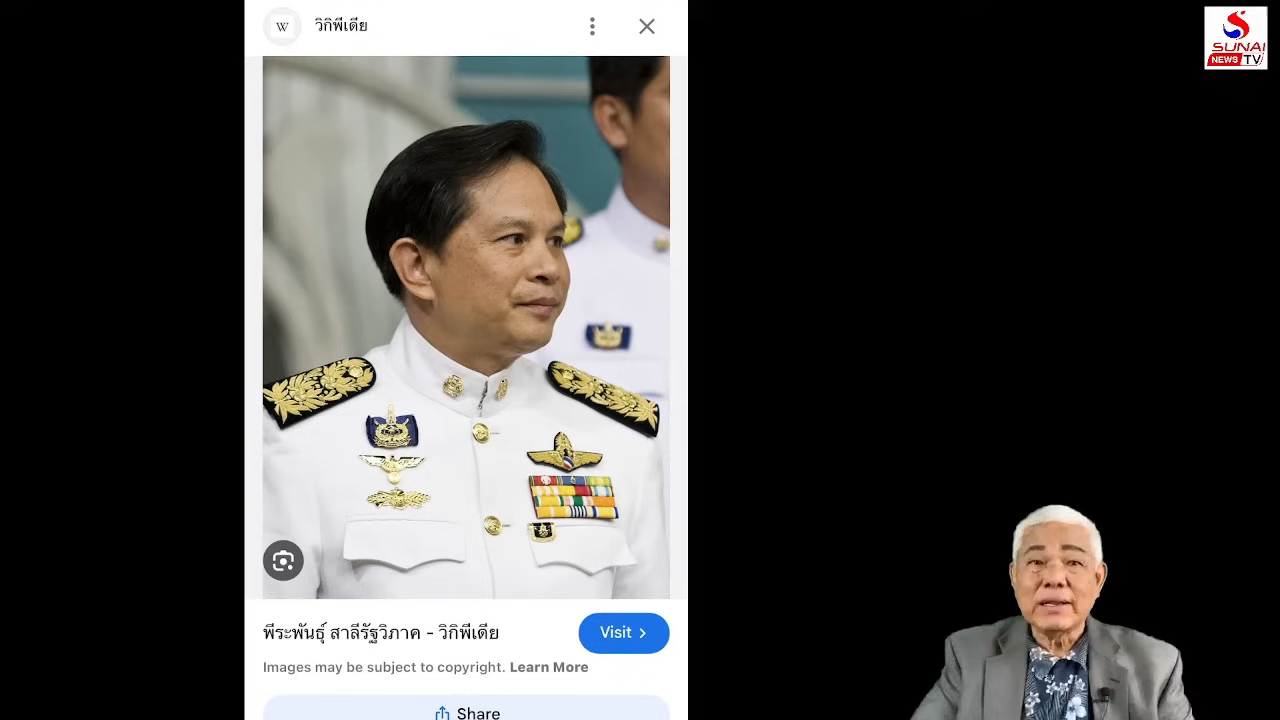 W
วิกิพีเดีย
SUNAI
NEWS TV
พีระพันธุ์ สาลีรัฐวิภาค - วิกิพีเดีย
Visit
Images may be subject to copyright. Learn More
Share